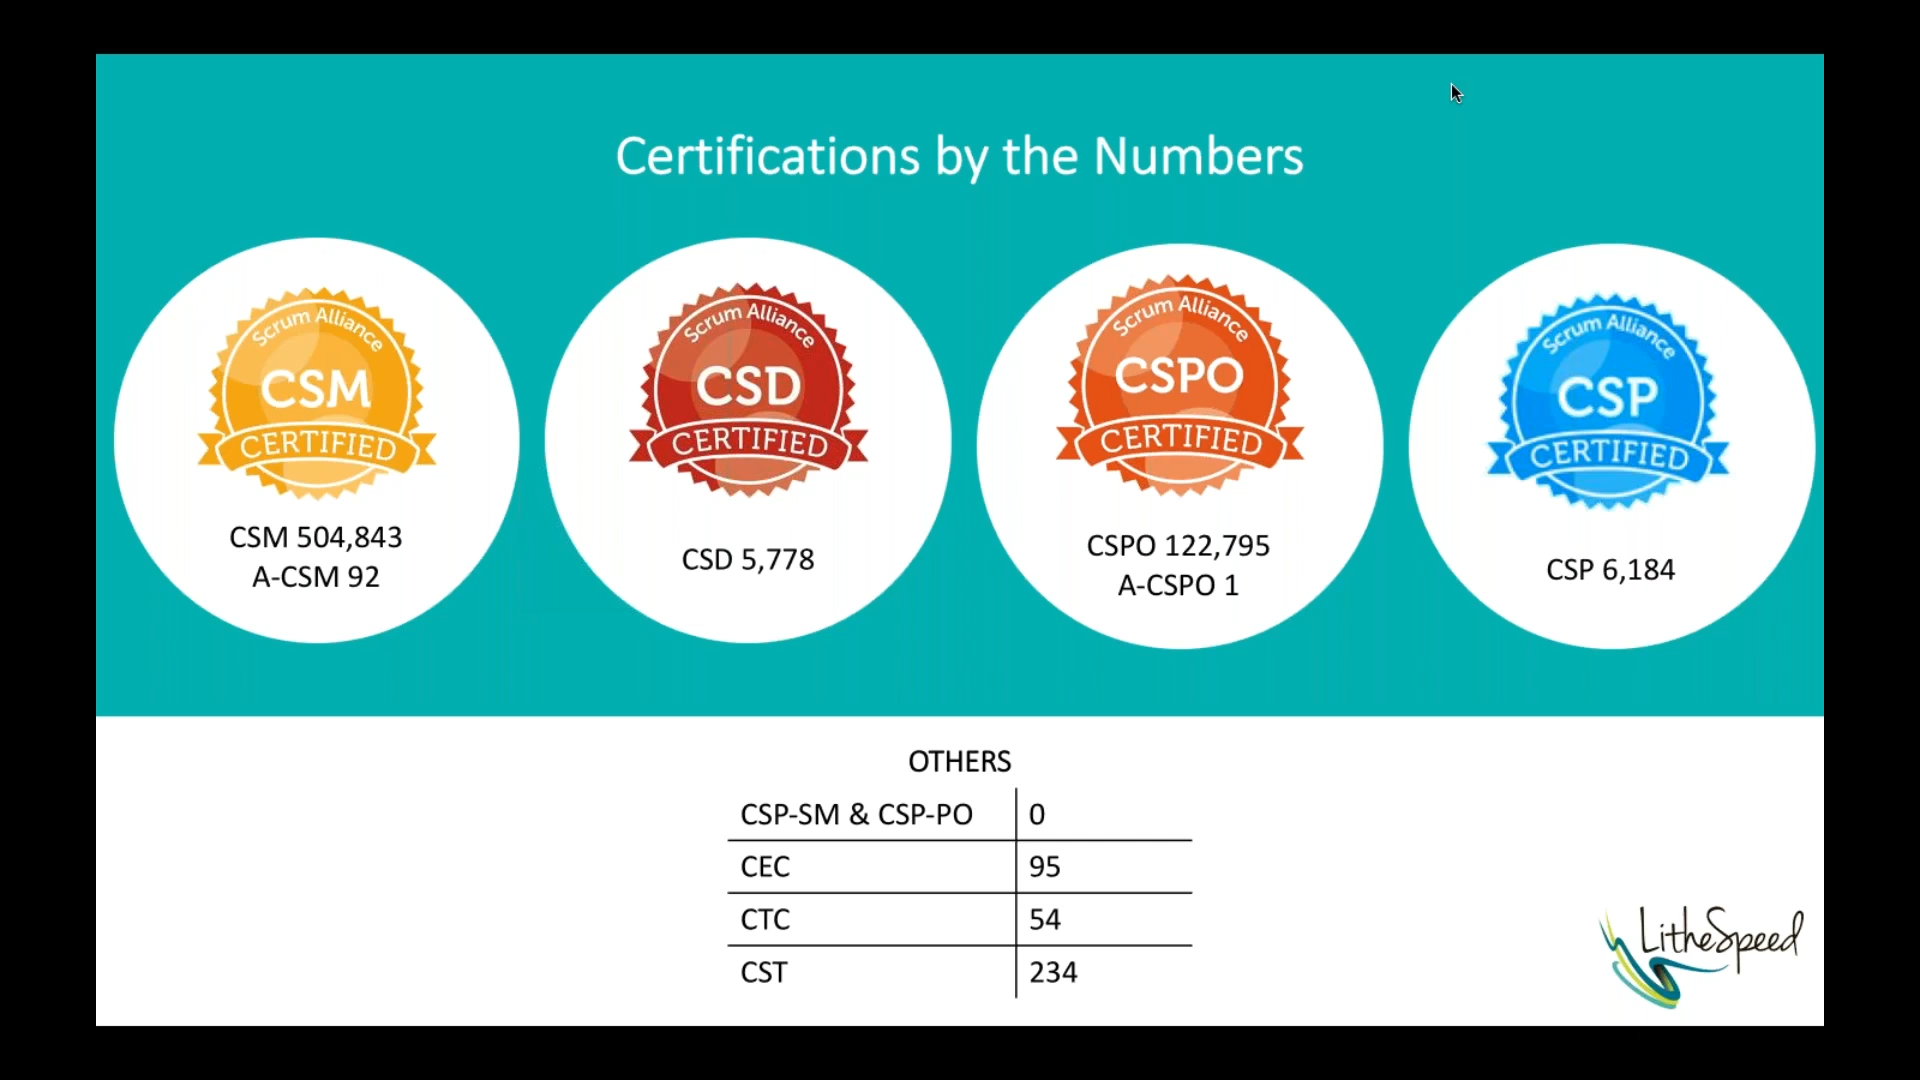 Certifications by the Numbers
Scrum Alliance
CSM
CERTIFIED
CSM 504,843
A-CSM 92
Scrum Alliance
CSD
CERTIFIED
CSD 5,778
Scrum Alliance
CSPO
CERTIFIED
CSPO 122,795
A-CSPO 1
Scrum Alliance
CSP
CERTIFIED
CSP 6,184
OTHERS
CSP-SM & CSP-PO 0
CEC 95
CTC 54
CST 234
LitheSpeed